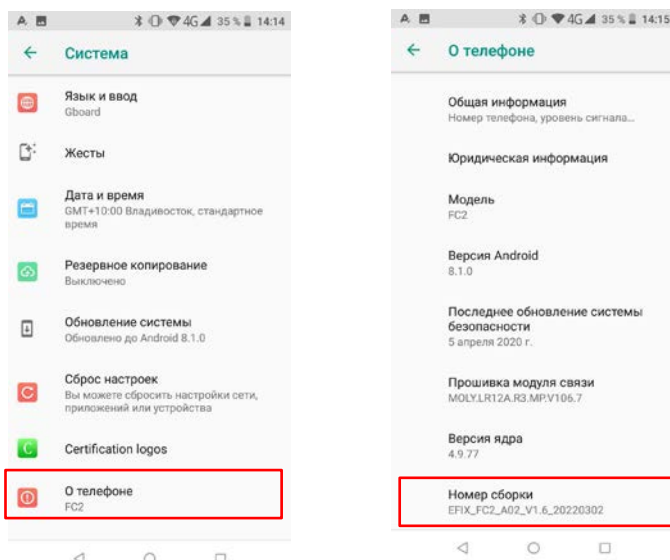 4G 35 % 14:14
Система
Язык и ввод
Gboard
Жесты
Дата и время
GMT+10:00 Владивосток, стандартное
время
Резервное копирование
Выключено
Обновление системы
Обновлено до Android 8.1.0
Сброс настроек
Вы можете сбросить настройки сети,
приложений или устройства
Certification logos
О телефоне
FC2
4G 35 % 14:15
О телефоне
Общая информация
Номер телефона, уровень сигнала...
Юридическая информация
Модель
FC2
Версия Android
8.1.0
Последнее обновление системы
безопасности
5 апреля 2020 г.
Прошивка модуля связи
MOLY.LR12A.R3.MP.V106.7
Версия ядра
4.9.77
Номер сборки
EFIX_FC2_A02_V1.6_20220302